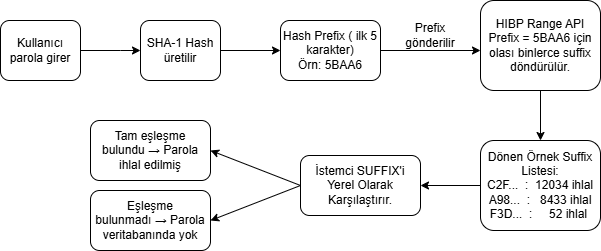 Kullanıcı
parola girer
SHA-1 Hash
üretilir
Hash Prefix ( ilk 5
karakter)
Örn: 5BAA6
Prefix
gönderilir
HIBP Range API
Prefix = 5BAA6 için
olası binlerce suffix
döndürülür.
Dönen Örnek Suffix
Listesi:
C2F... : 12034 ihlal
A98... : 8433 ihlal
F3D... : 52 ihlal
İstemci SUFFIX'i
Yerel Olarak
Karşılaştırır.
Tam eşleşme
bulundu → Parola
ihlal edilmiş
Eşleşme
bulunmadı → Parola
veritabanında yok